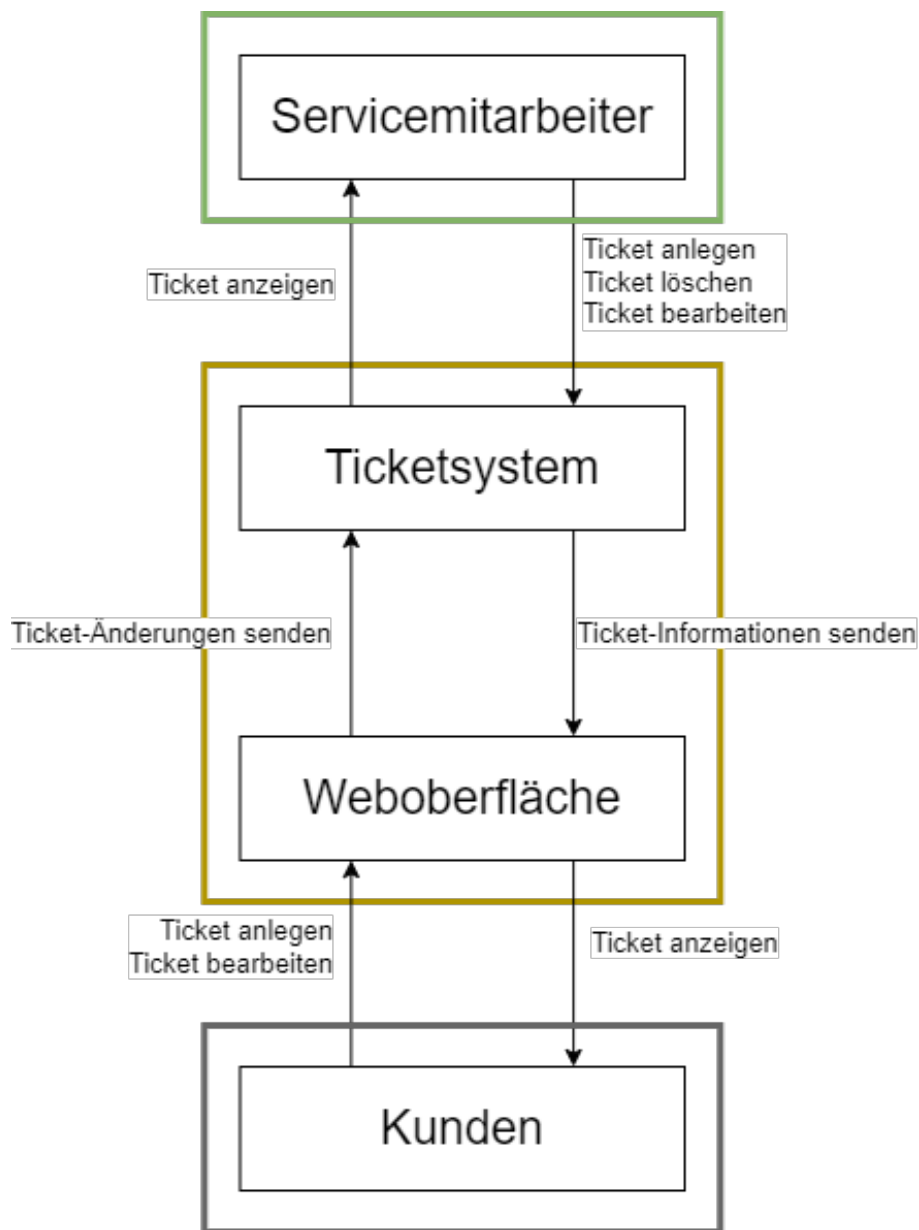 Servicemitarbeiter
Ticket anzeigen
Ticket anlegen
Ticket löschen
Ticket bearbeiten
Ticketsystem
Ticket-Änderungen senden
Ticket-Informationen senden
Weboberfläche
Ticket anlegen
Ticket bearbeiten
Ticket anzeigen
Kunden